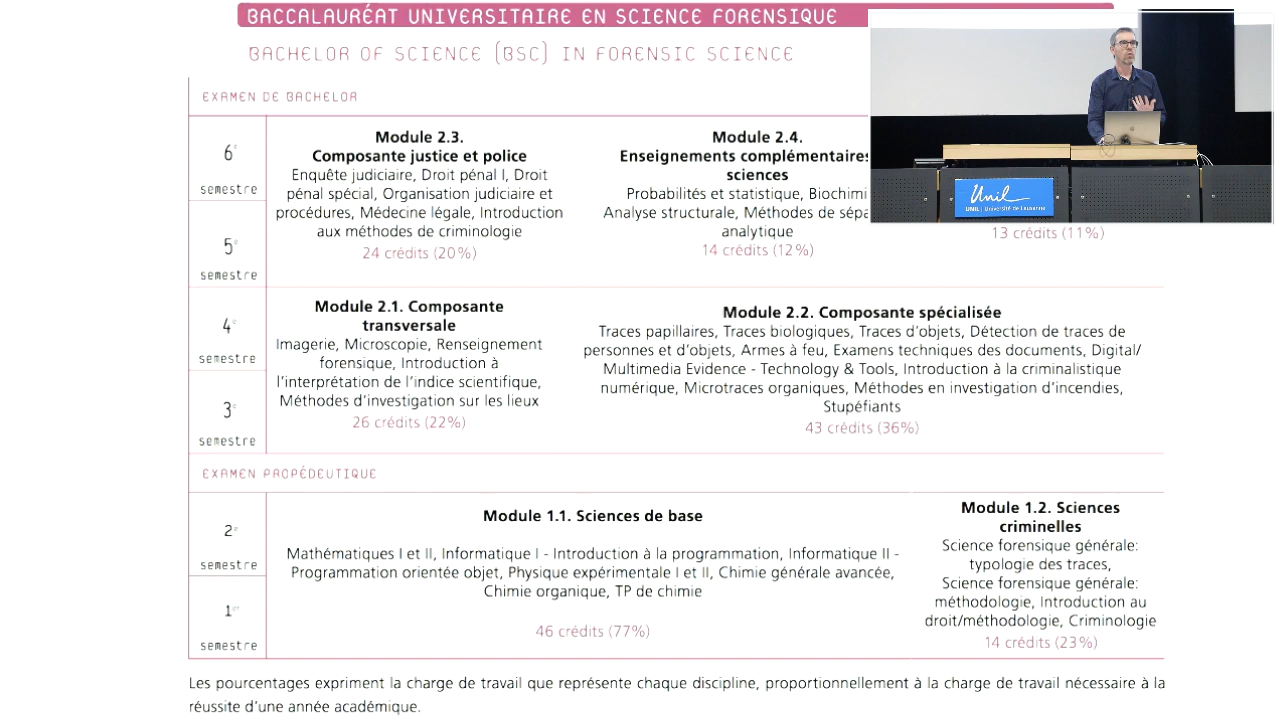 BACCALAURÉAT UNIVERSITAIRE EN SCIENCE FORENSIQUE
BACHELOR OF SCIENCE (BSC) IN FORENSIC SCIENCE
EXAMEN DE BACHELOR
6e
semestre
5e
semestre
Module 2.3.
Composante justice et police
Enquête judiciaire, Droit pénal I, Droit
pénal spécial, Organisation judiciaire et
procédures, Médecine légale, Introduction
aux méthodes de criminologie
24 crédits (20%)
Module 2.4.
Enseignements complémentaires
sciences
Probabilités et statistique, Biochimi
Analyse structurale, Méthodes de sépa
analytique
14 crédits (12%)
Unil
UNIL | Université de Lausanne
13 crédits (11%)
4e
semestre
3e
semestre
Module 2.1. Composante
transversale
Imagerie, Microscopie, Renseignement
forensique, Introduction à
l'interprétation de l'indice scientifique,
Méthodes d'investigation sur les lieux
26 crédits (22%)
Module 2.2. Composante spécialisée
Traces papillaires, Traces biologiques, Traces d'objets, Détection de traces de
personnes et d'objets, Armes à feu, Examens techniques des documents, Digital/
Multimedia Evidence - Technology & Tools, Introduction à la criminalistique
numérique, Microtraces organiques, Méthodes en investigation d'incendies,
Stupéfiants
43 crédits (36%)
EXAMEN PROPÉDEUTIQUE
2e
semestre
1er
semestre
Module 1.1. Sciences de base
Mathématiques I et II, Informatique I - Introduction à la programmation, Informatique II -
Programmation orientée objet, Physique expérimentale I et II, Chimie générale avancée,
Chimie organique, TP de chimie
46 crédits (77%)
Module 1.2. Sciences
criminelles
Science forensique générale:
typologie des traces,
Science forensique générale:
méthodologie, Introduction au
droit/méthodologie, Criminologie
14 crédits (23%)
Les pourcentages expriment la charge de travail que représente chaque discipline, proportionnellement à la charge de travail nécessaire à la
réussite d'une année académique.